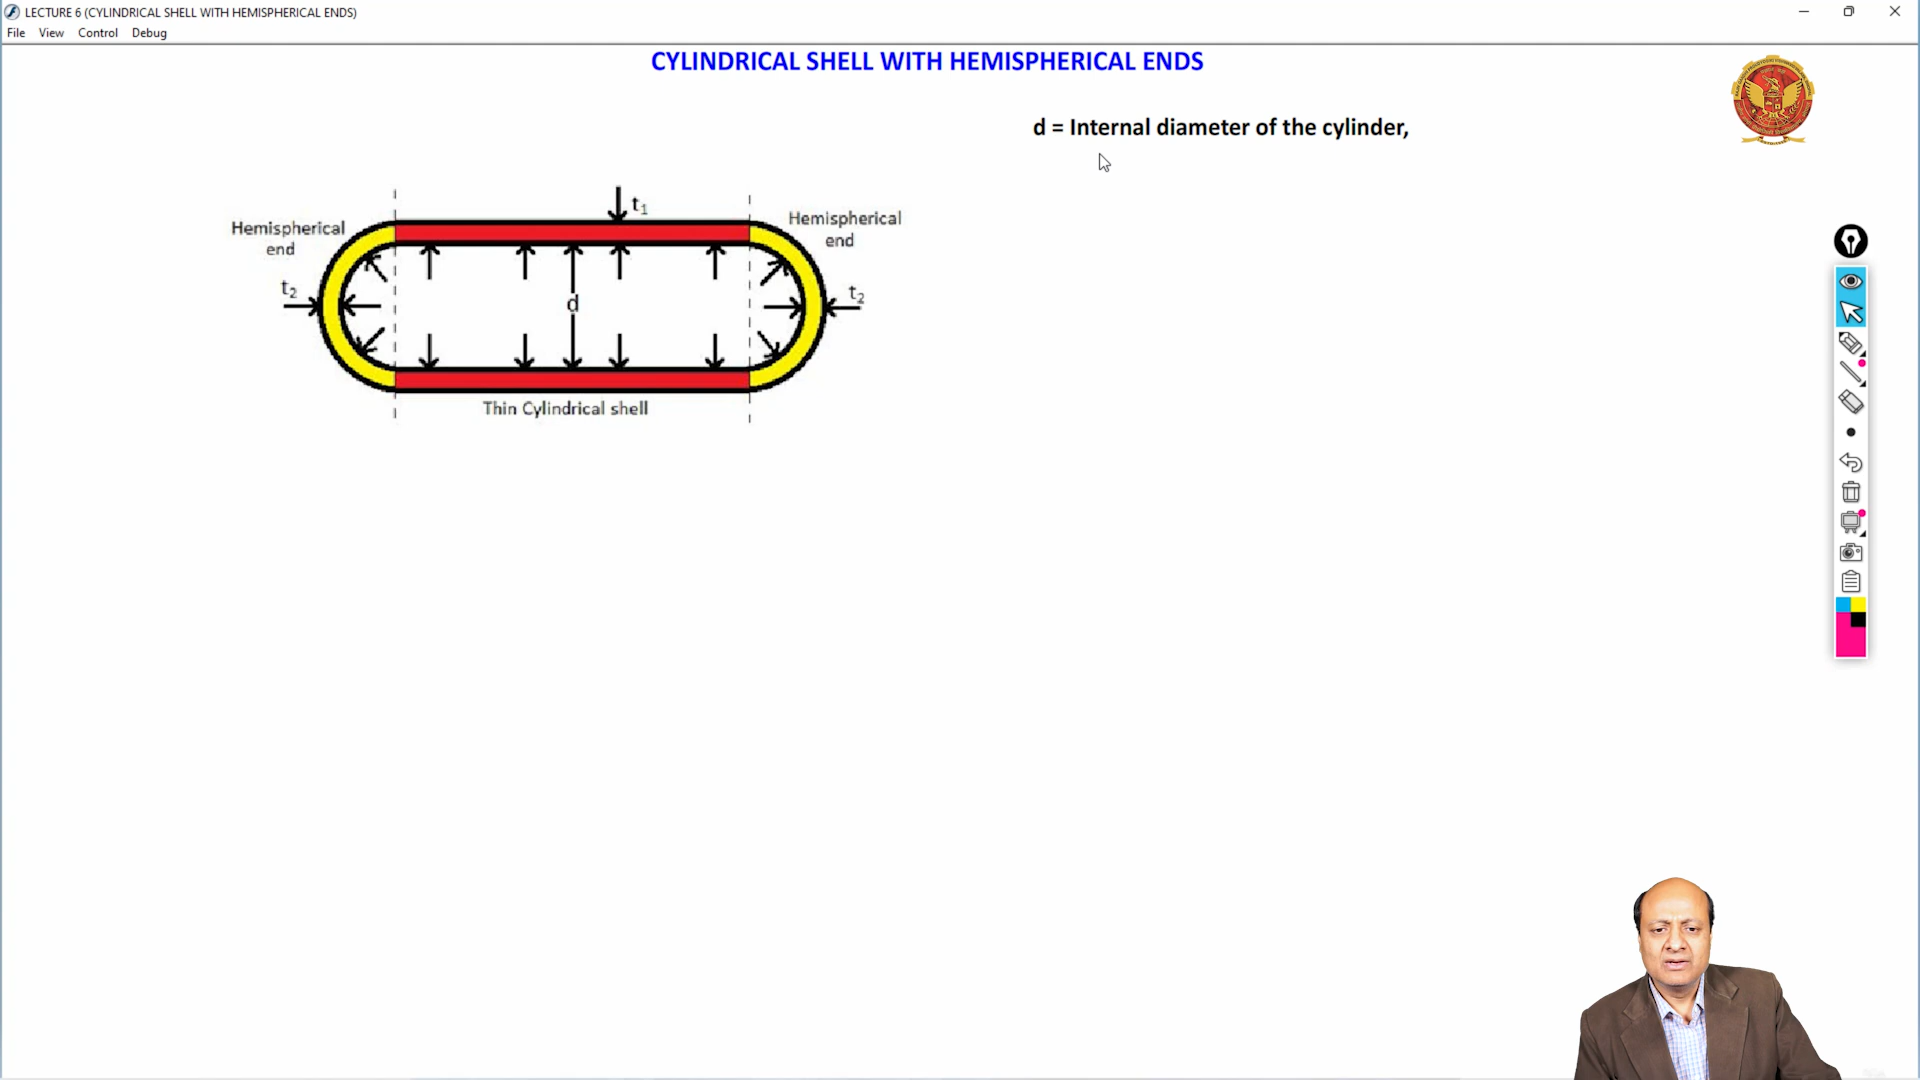 LECTURE 6 (CYLINDRICAL SHELL WITH HEMISPHERICAL ENDS)
File View Control Debug
CYLINDRICAL SHELL WITH HEMISPHERICAL ENDS
d = Internal diameter of the cylinder,
t₁
Hemispherical
end
Hemispherical
end
t₂
d
t₂
Thin Cylindrical shell